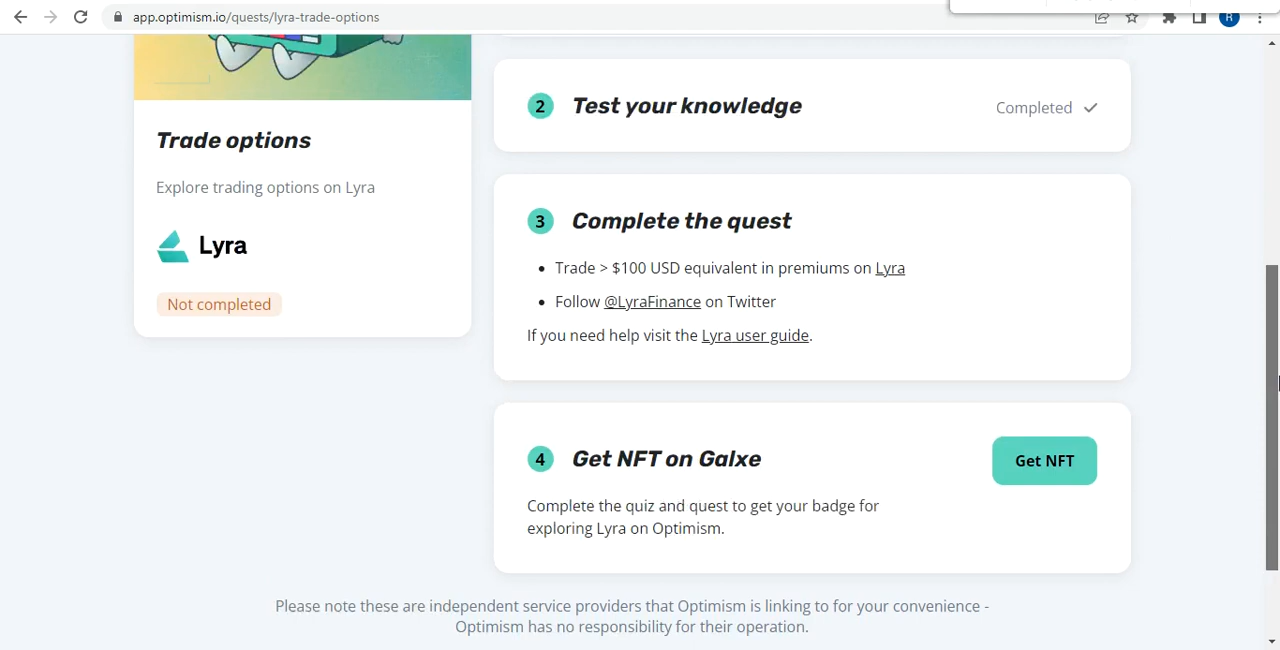 app.optimism.io/quests/lyra-trade-options
R
Trade options
Explore trading options on Lyra
Lyra
Not completed
2 Test your knowledge
Completed
3 Complete the quest
• Trade > $100 USD equivalent in premiums on Lyra
• Follow @LyraFinance on Twitter
If you need help visit the Lyra user guide.
4 Get NFT on Galxe
Get NFT
Complete the quiz and quest to get your badge for
exploring Lyra on Optimism.
Please note these are independent service providers that Optimism is linking to for your convenience -
Optimism has no responsibility for their operation.